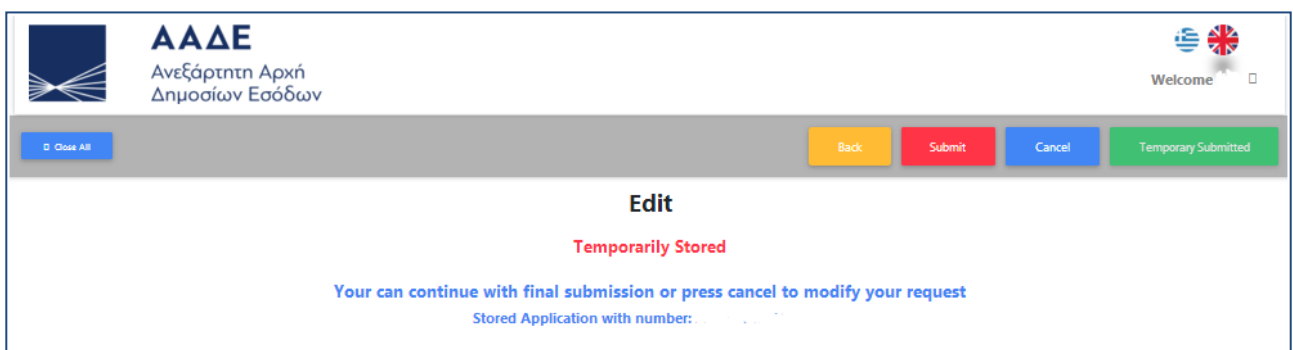 ΑΑΔΕ
Ανεξάρτητη Αρχή
Δημοσίων Εσόδων
Welcome
Close All
Back
Submit
Cancel
Temporary Submitted
Edit
Temporarily Stored
Your can continue with final submission or press cancel to modify your request
Stored Application with number: